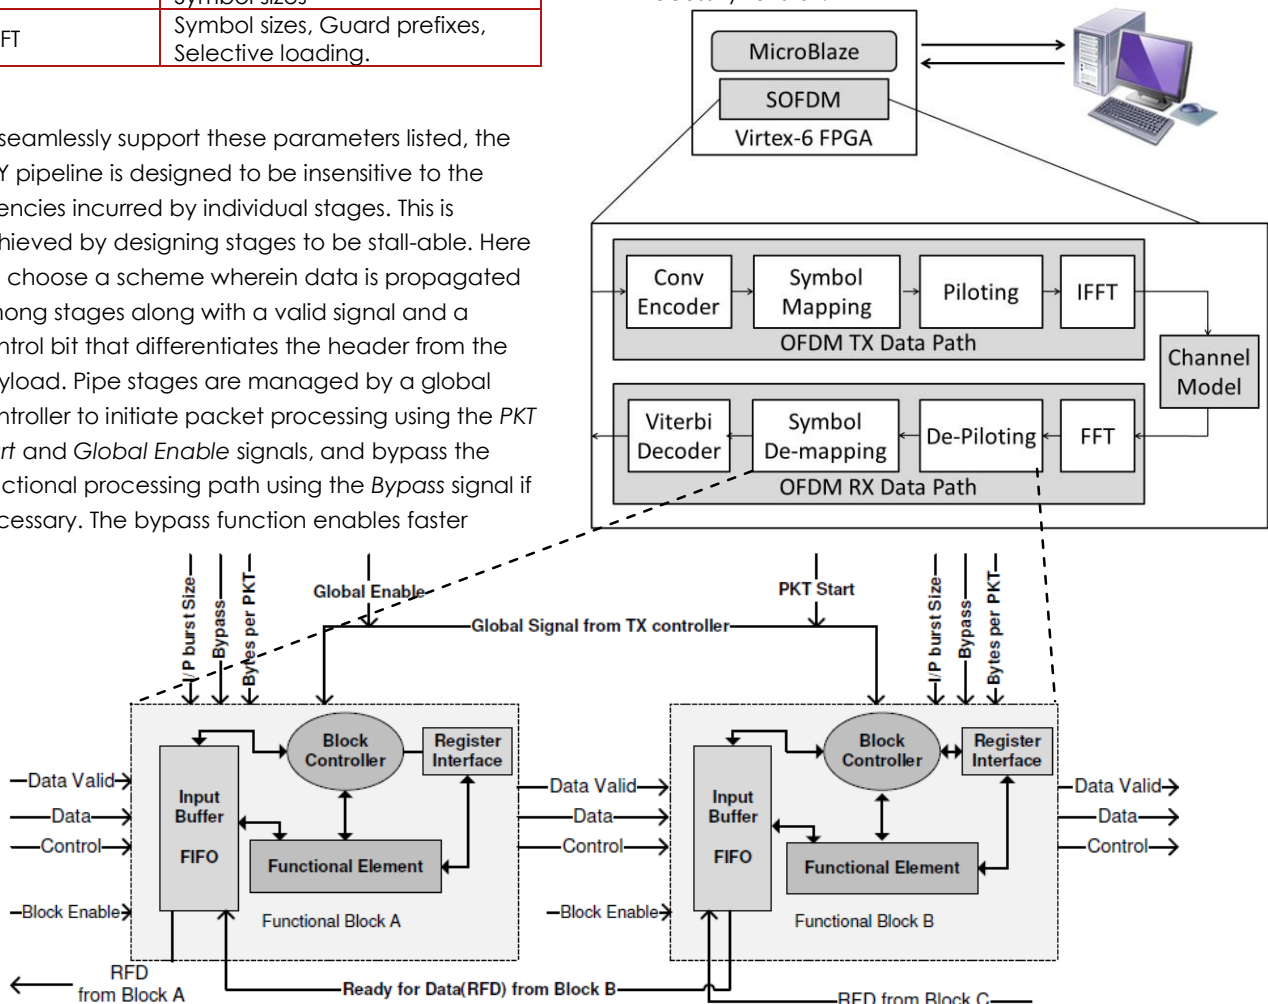 Symbol sizes
FT
Symbol sizes, Guard prefixes,
Selective loading.
seamlessly support these parameters listed, the
Y pipeline is designed to be insensitive to the
encies incurred by individual stages. This is
hieved by designing stages to be stall-able. Here
choose a scheme wherein data is propagated
mong stages along with a valid signal and a
ntrol bit that differentiates the header from the
yload. Pipe stages are managed by a global
ntroller to initiate packet processing using the PKT
rt and Global Enable signals, and bypass the
ctional processing path using the Bypass signal if
cessary. The bypass function enables faster
MicroBlaze
SOFDM
Virtex-6 FPGA
Conv
Encoder
Symbol
Mapping
Piloting
IFFT
OFDM TX Data Path
Channel
Model
Viterbi
Decoder
Symbol
De-mapping
De-Piloting
FFT
OFDM RX Data Path
I/P burst Size
Bypass
Bytes per PKT
Global Enable
Global Signal from TX controller
PKT Start
I/P burst Size
Bypass
Bytes per PKT
Data Valid
Data
Control
Block Enable
Input
Buffer
FIFO
Block
Controller
Register
Interface
Functional Element
Functional Block A
RFD
from Block A
Data Valid
Data
Control
Block Enable
Input
Buffer
FIFO
Block
Controller
Register
Interface
Functional Element
Functional Block B
Data Valid
Data
Control
Ready for Data(RFD) from Block B
RFD from Block C